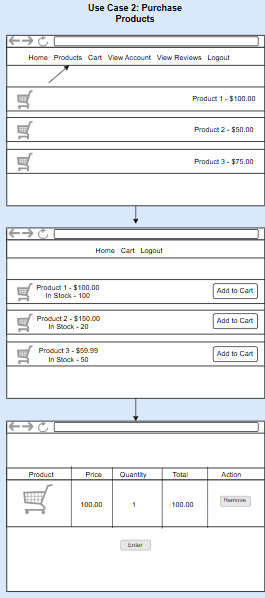 Use Case 2: Purchase
Products
Home Products Cart View Account View Reviews Logout
Product 1 - $100.00
Product 2 - $50.00
Product 3 - $75.00
Home Cart Logout
Product 1 - $100.00
In Stock - 100
Add to Cart
Product 2 - $150.00
In Stock - 20
Add to Cart
Product 3 - $59.99
In Stock - 50
Add to Cart
Product Price Quantity Total Action
100.00 1 100.00 Remove
Enter